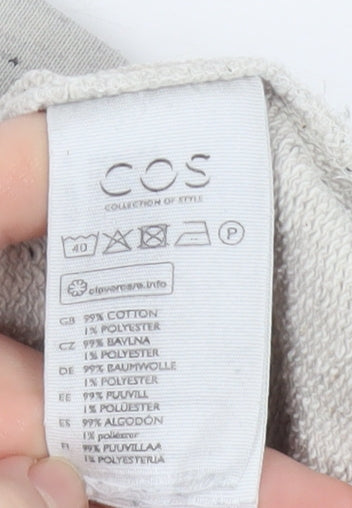 COS
COLLECTION OF STYLE
40 P
clevercare.info
GB 99% COTTON
1% POLYESTER
CZ 99% BAVLNA
1% POLYESTER
DE 99% BAUMWOLLE
1% POLYESTER
EE 99% PUUVILL
1% POLÜESTER
ES 99% ALGODÓN
1% poliéster
FI 99% PUUVILLAA
1% POLYESTERIA